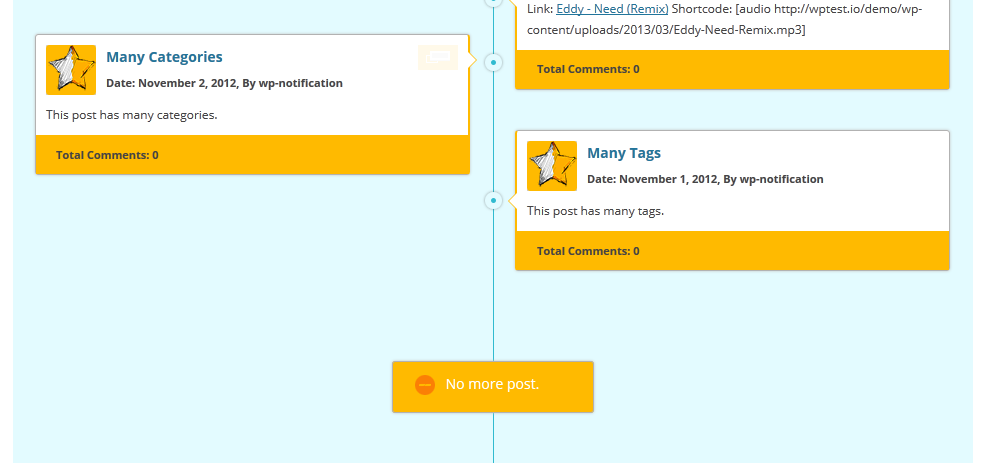 Link: Eddy - Need (Remix) Shortcode: [audio http://wptest.io/demo/wp-
content/uploads/2013/03/Eddy-Need-Remix.mp3]
Total Comments: 0
Many Categories
Date: November 2, 2012, By wp-notification
This post has many categories.
Total Comments: 0
Many Tags
Date: November 1, 2012, By wp-notification
This post has many tags.
Total Comments: 0
No more post.